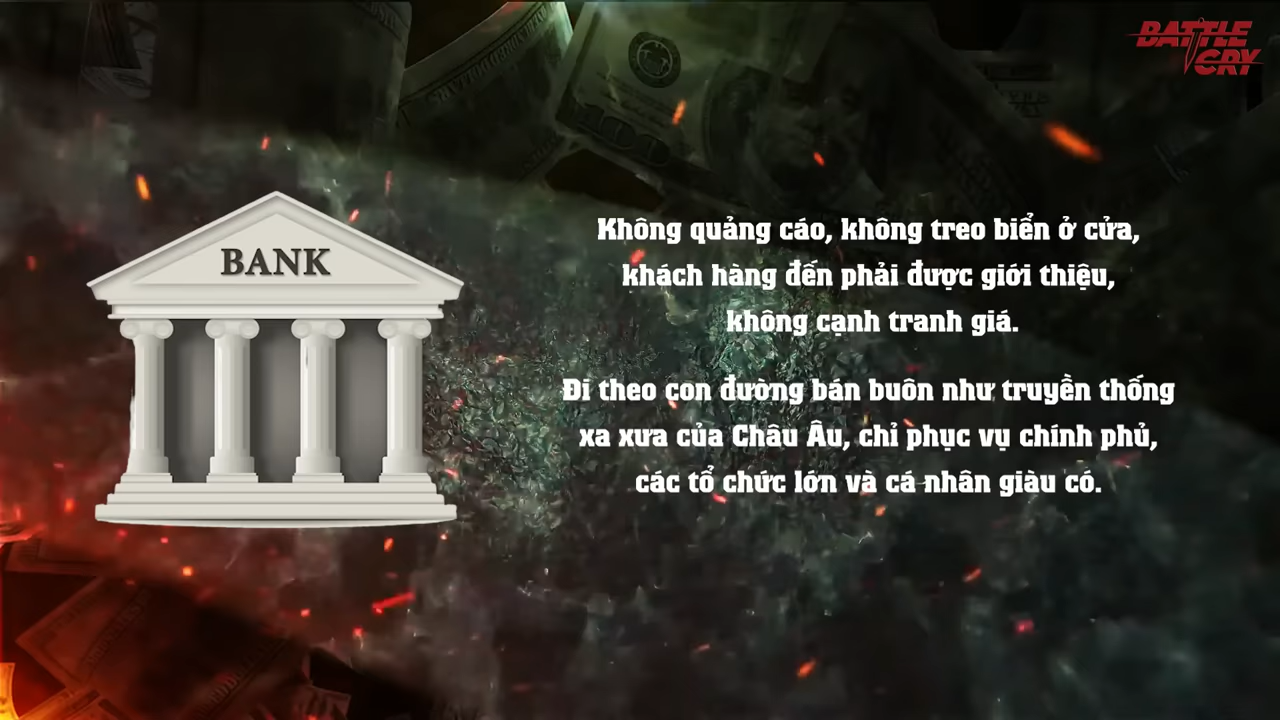 BATTLE
CRY
BANK
Không quảng cáo, không treo biển ở cửa,
khách hàng đến phải được giới thiệu,
không cạnh tranh giá.
Đi theo con đường bán buôn như truyền thống
xa xưa của Châu Âu, chỉ phục vụ chính phủ,
các tổ chức lớn và cá nhân giàu có.